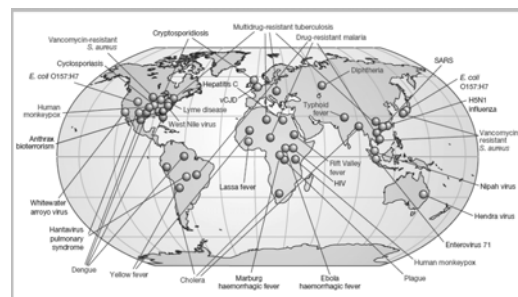 Cryptosporidiosis
Multidrug-resistant tuberculosis
Drug-resistant malaria
Vancomycin-resistant
S. aureus
Cyclosporiasis
E. coli O157:H7
Human
monkeypox
Anthrax
bioterrorism
Whitewater
arroyo virus
Hantavirus
pulmonary
syndrome
Dengue
Yellow fever
Hepatitis C
vCJD
Lyme disease
West Nile virus
Lassa fever
Cholera
Marburg
haemorrhagic fever
Ebola
haemorrhagic fever
Diphtheria
Typhoid
fever
Rift Valley
fever
HIV
Plague
Human monkeypox
Enterovirus 71
SARS
E. coli
O157:H7
H5N1
influenza
Vancomycin
resistant
S. aureus
Nipah virus
Hendra virus